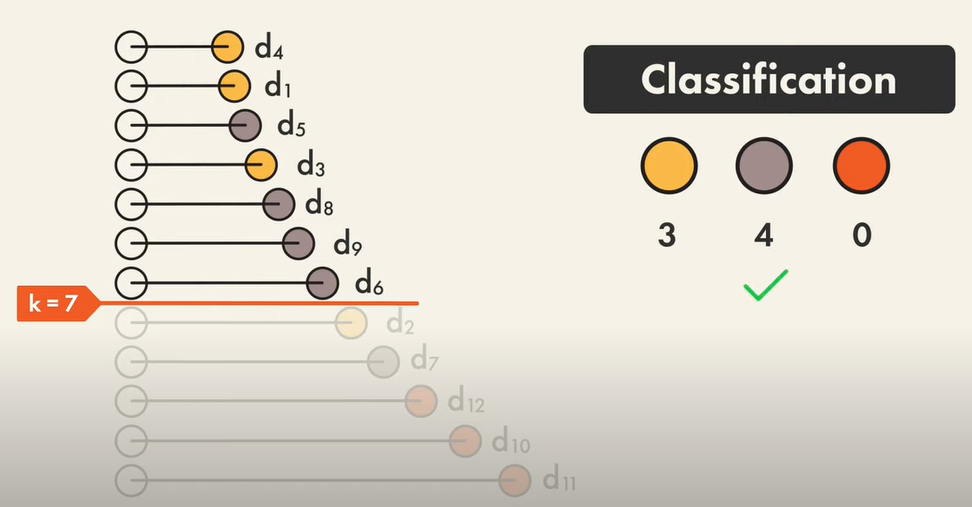 d4
d1
d5
d3
d8
d9
d6
k = 7
d2
d7
d12
d10
d11
Classification
3 4 0